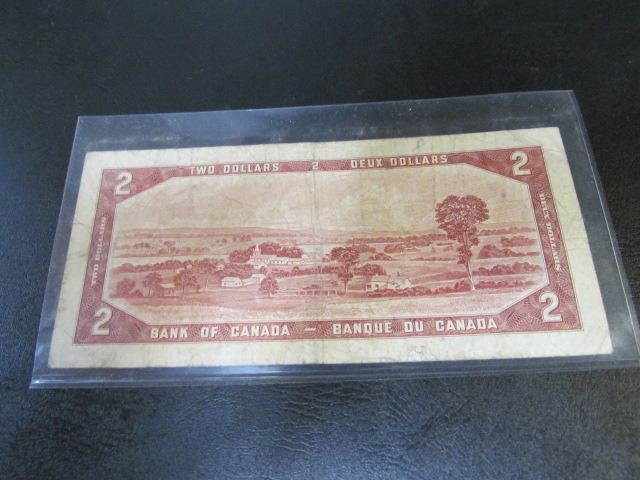 TWO DOLLARS 2 DEUX DOLLARS
2
2
TWO DOLLARS
DEUX DOLLARS
2
2
BANK OF CANADA — BANQUE DU CANADA